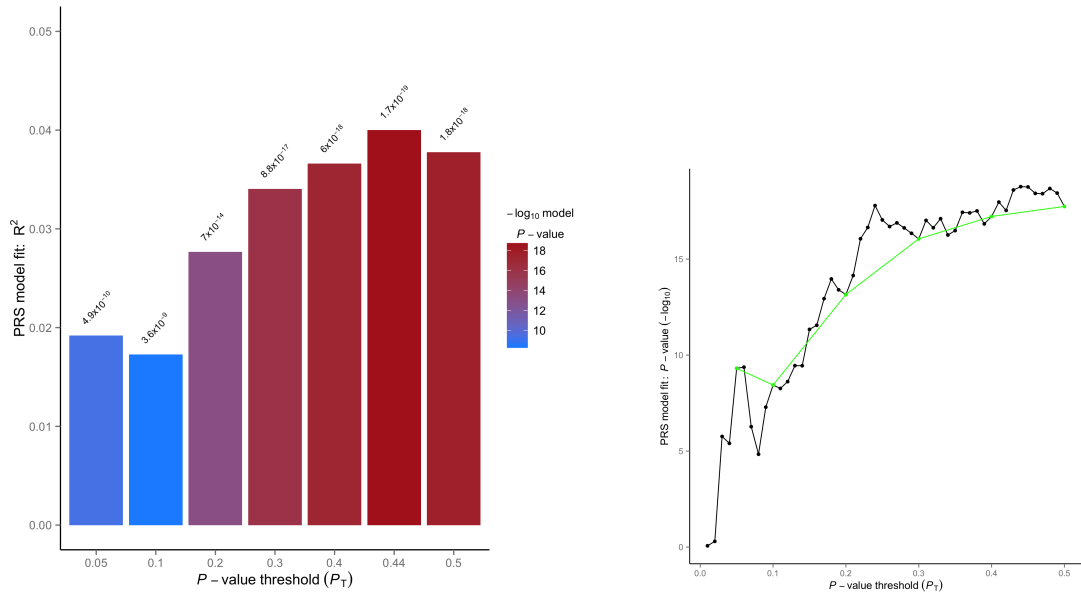 0.05
0.04
0.03
0.02
0.01
0.00
PRS model fit: R²
4.9x10⁻¹⁰
3.6x10⁻⁹
7x10⁻¹⁴
8.8x10⁻¹⁷
6x10⁻¹⁸
1.7x10⁻¹⁹
1.8x10⁻¹⁸
0.05 0.1 0.2 0.3 0.4 0.44 0.5
P – value threshold (P_T)
−log₁₀ model
P – value
18
16
14
12
10
15
10
5
0
PRS model fit: P – value (−log₁₀)
0.0 0.1 0.2 0.3 0.4 0.5
P – value threshold (P_T)